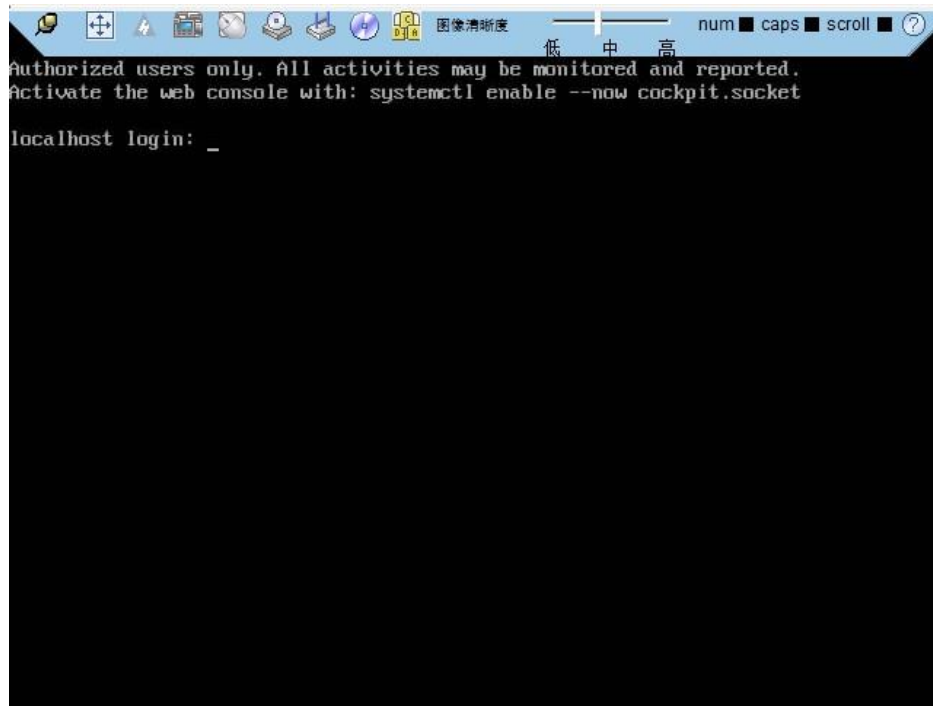 图像清晰度 num caps scroll ?
低 中 高
Authorized users only. All activities may be monitored and reported.
Activate the web console with: systemctl enable --now cockpit.socket
localhost login: _